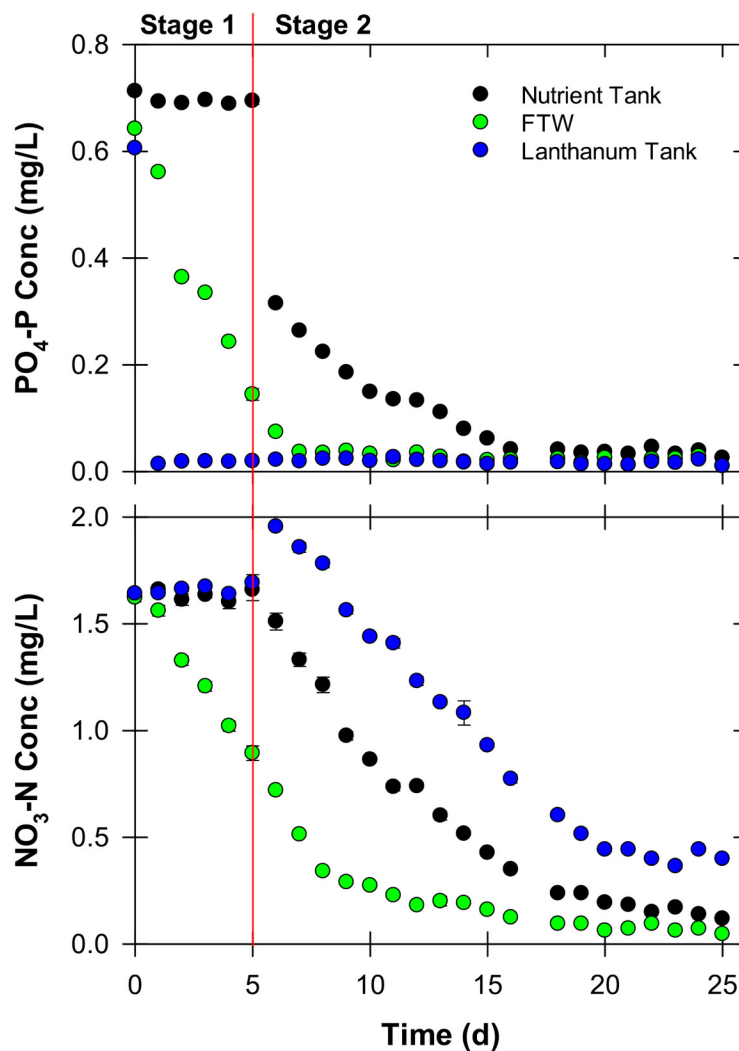 Stage 1 Stage 2
0.8
0.6
0.4
0.2
0.0
PO₄-P Conc (mg/L)
Nutrient Tank
FTW
Lanthanum Tank
2.0
1.5
1.0
0.5
0.0
NO₃-N Conc (mg/L)
0 5 10 15 20 25
Time (d)